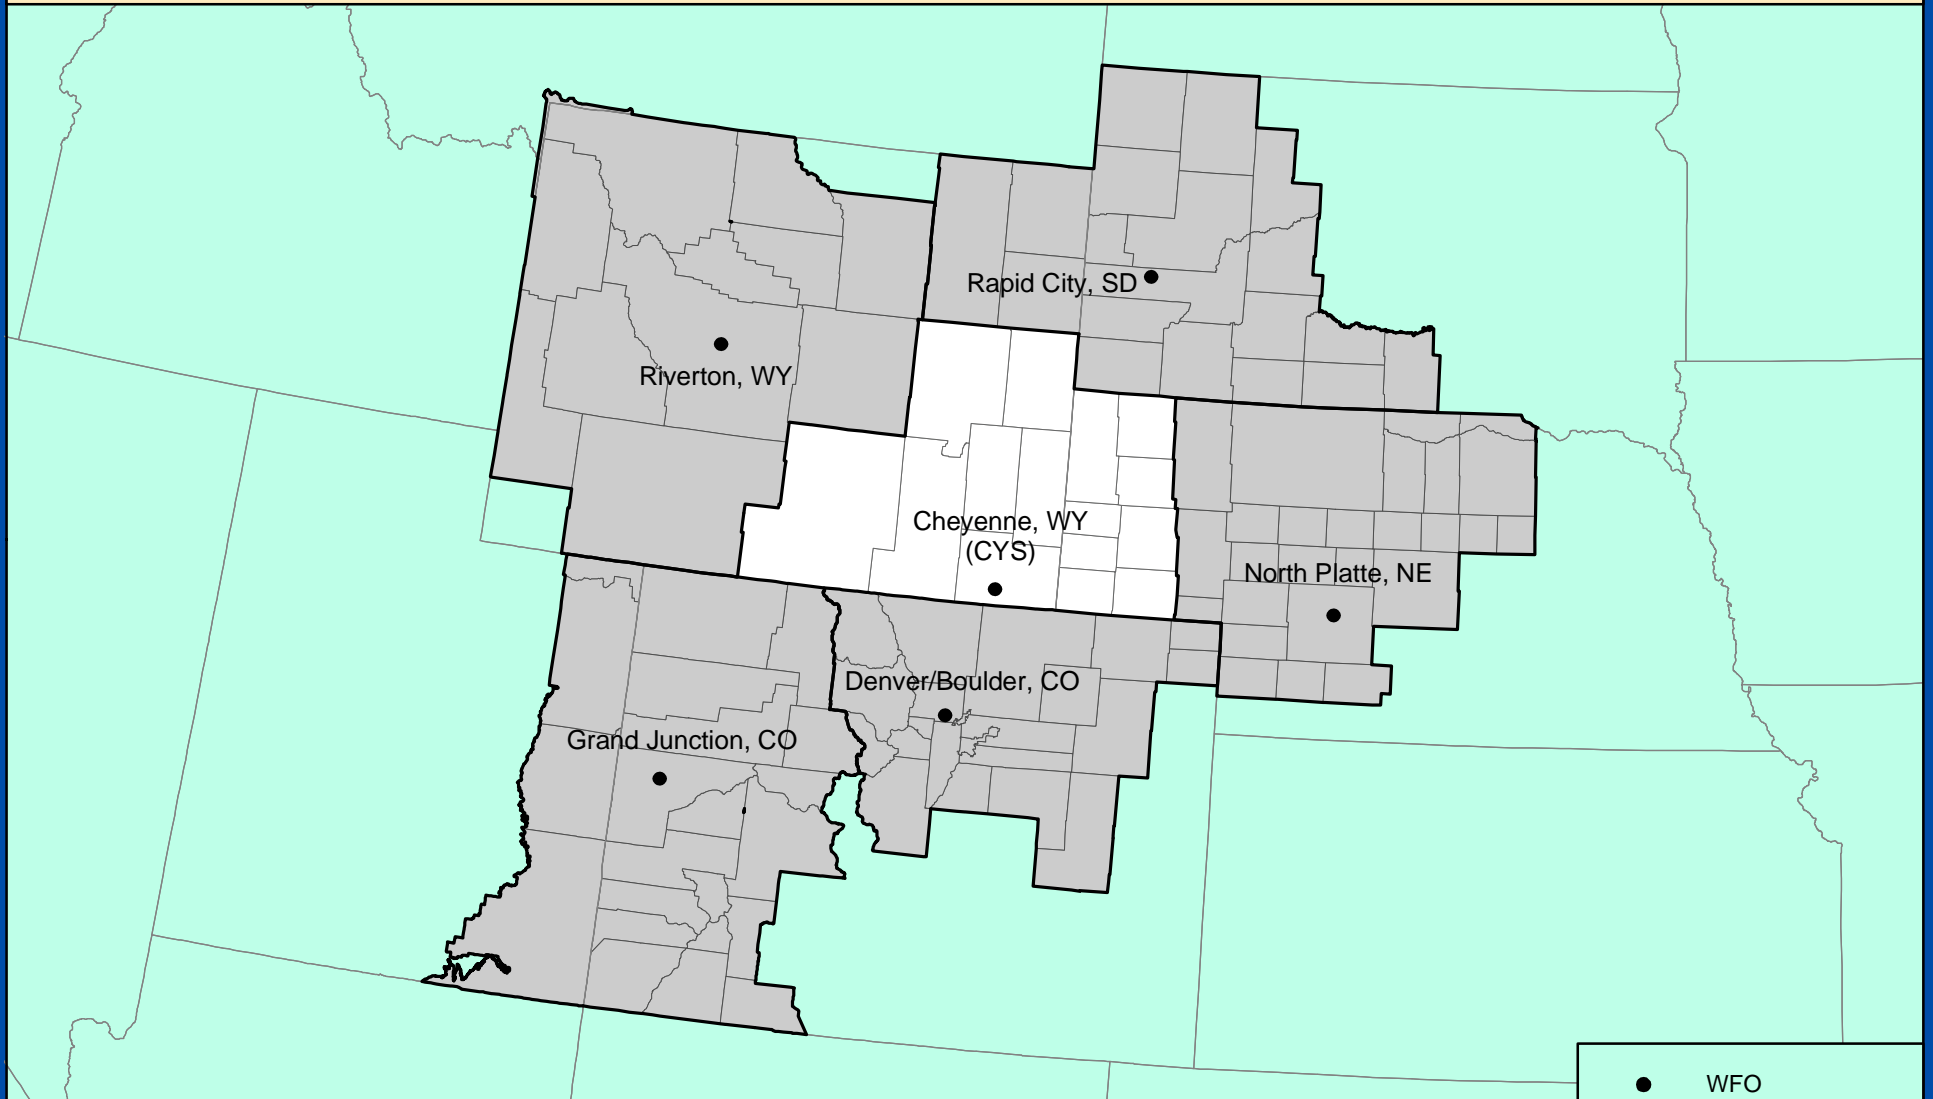 Rapid City, SD
Riverton, WY
Cheyenne, WY
(CYS)
North Platte, NE
Denver/Boulder, CO
Grand Junction, CO
WFO